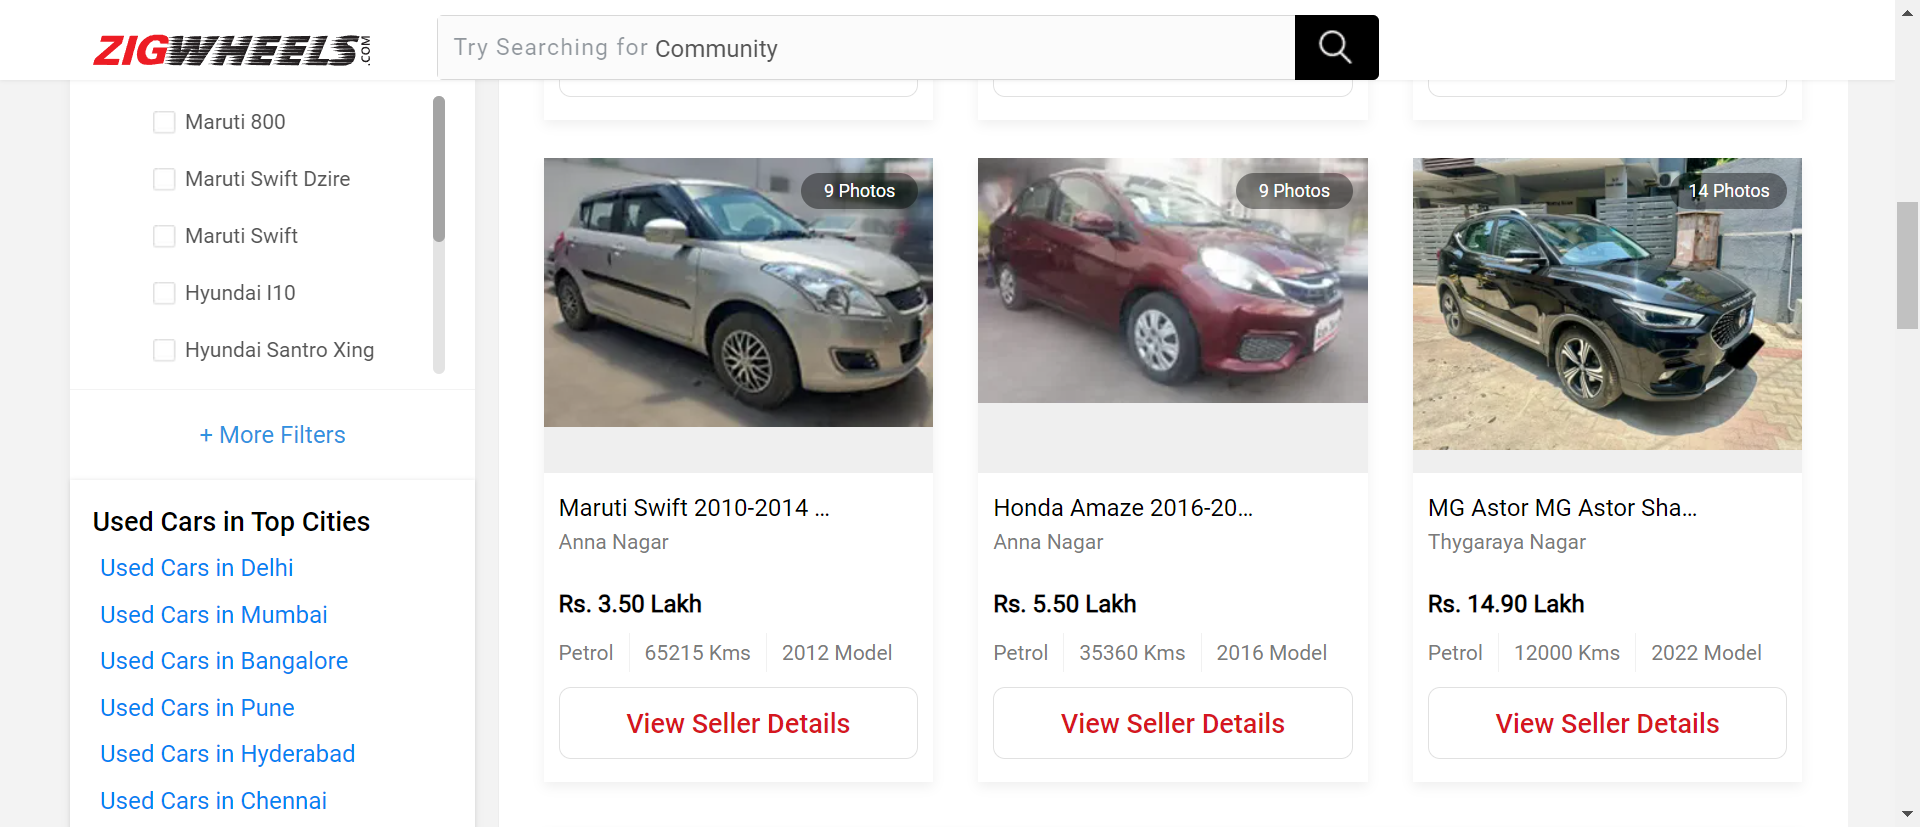 ZIGWHEELS.COM
Try Searching for Community
Maruti 800
Maruti Swift Dzire
Maruti Swift
Hyundai I10
Hyundai Santro Xing
+ More Filters
Used Cars in Top Cities
Used Cars in Delhi
Used Cars in Mumbai
Used Cars in Bangalore
Used Cars in Pune
Used Cars in Hyderabad
Used Cars in Chennai
9 Photos
Maruti Swift 2010-2014 ...
Anna Nagar
Rs. 3.50 Lakh
Petrol 65215 Kms 2012 Model
View Seller Details
9 Photos
Honda Amaze 2016-20...
Anna Nagar
Rs. 5.50 Lakh
Petrol 35360 Kms 2016 Model
View Seller Details
14 Photos
MG Astor MG Astor Sha...
Thygaraya Nagar
Rs. 14.90 Lakh
Petrol 12000 Kms 2022 Model
View Seller Details